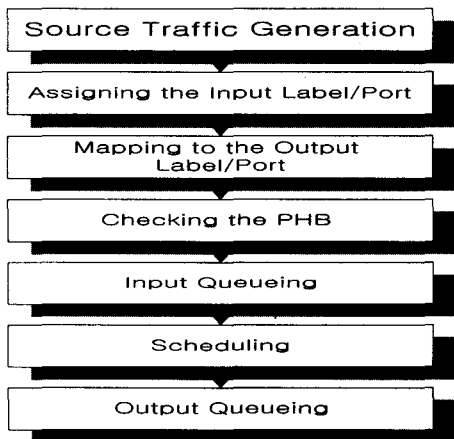 Source Traffic Generation
Assigning the Input Label/Port
Mapping to the Output
Label/Port
Checking the PHB
Input Queueing
Scheduling
Output Queueing